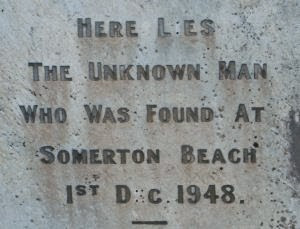 HERE LIES
THE UNKNOWN MAN
WHO WAS FOUND AT
SOMERTON BEACH
1ST DEC 1948.